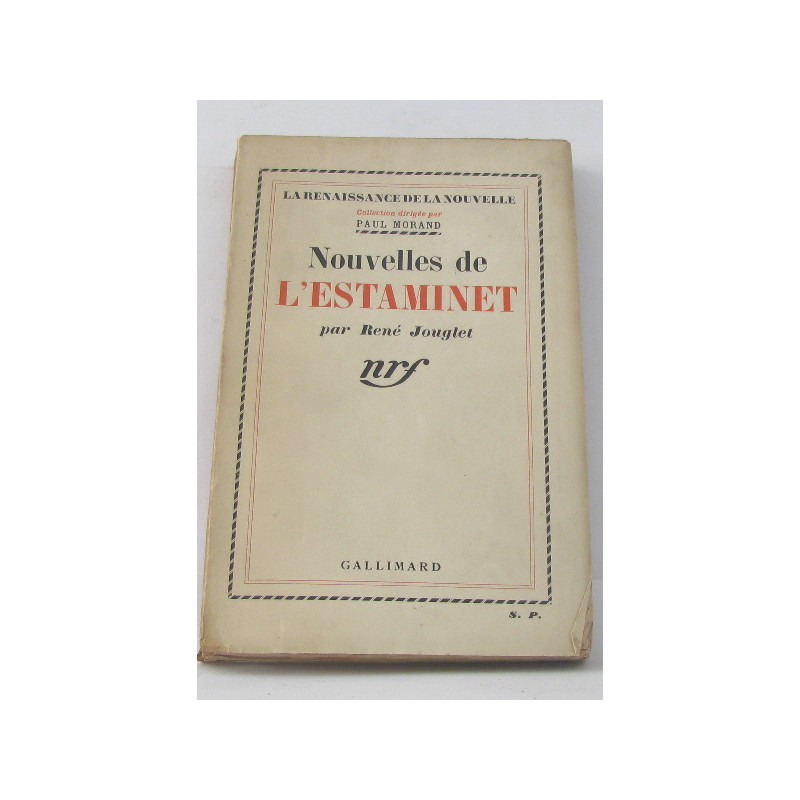 LA RENAISSANCE DE LA NOUVELLE
Collection dirigée par
PAUL MORAND
Nouvelles de
L'ESTAMINET
par René Jouglet
nrf
GALLIMARD
S. P.